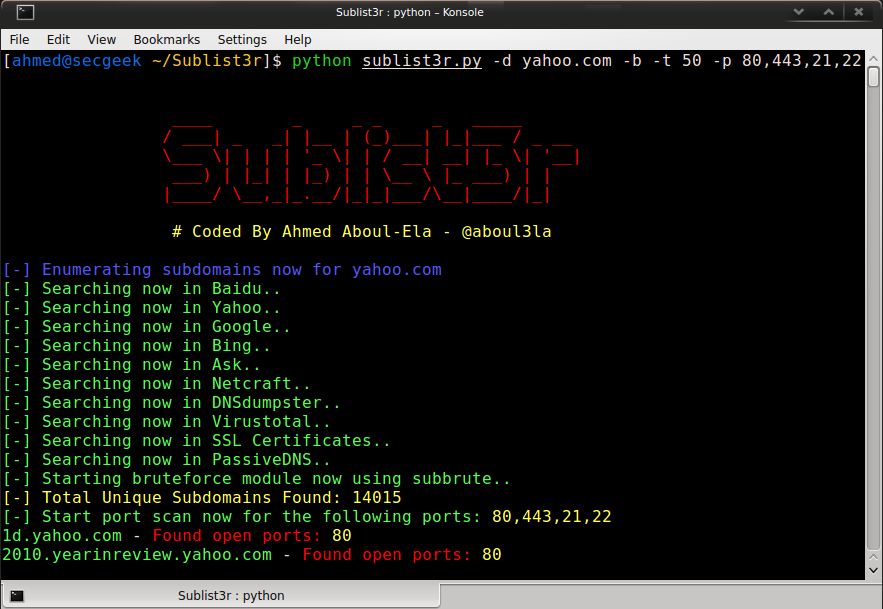 Sublist3r : python – Konsole
File Edit View Bookmarks Settings Help
[ahmed@secgeek ~/Sublist3r]$ python sublist3r.py -d yahoo.com -b -t 50 -p 80,443,21,22
Sublist3r
# Coded By Ahmed Aboul-Ela - @aboul3la
[-] Enumerating subdomains now for yahoo.com
[-] Searching now in Baidu..
[-] Searching now in Yahoo..
[-] Searching now in Google..
[-] Searching now in Bing..
[-] Searching now in Ask..
[-] Searching now in Netcraft..
[-] Searching now in DNSdumpster..
[-] Searching now in Virustotal..
[-] Searching now in SSL Certificates..
[-] Searching now in PassiveDNS..
[-] Starting bruteforce module now using subbrute..
[-] Total Unique Subdomains Found: 14015
[-] Start port scan now for the following ports: 80,443,21,22
1d.yahoo.com - Found open ports: 80
2010.yearinreview.yahoo.com - Found open ports: 80
Sublist3r : python